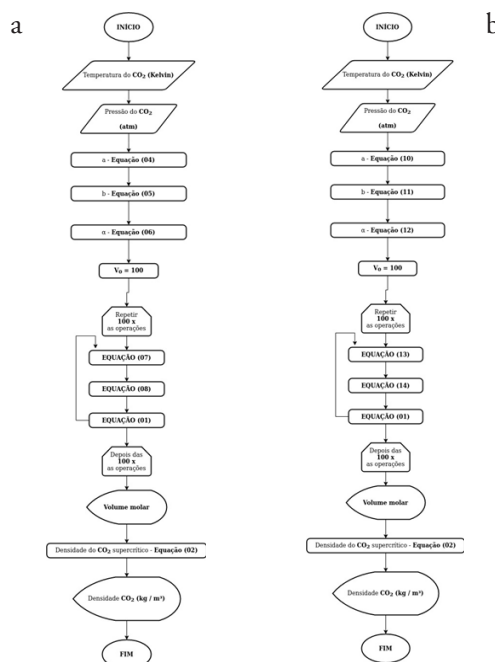 a
INÍCIO
Temperatura do CO₂ (Kelvin)
Pressão do CO₂
(atm)
a - Equação (04)
b - Equação (05)
α - Equação (06)
V₀ = 100
Repetir
100 x
as operações
EQUAÇÃO (07)
EQUAÇÃO (08)
EQUAÇÃO (01)
Depois das
100 x
as operações
Volume molar
Densidade do CO₂ supercrítico - Equação (02)
Densidade CO₂ (kg / m³)
FIM
b
INÍCIO
Temperatura do CO₂ (Kelvin)
Pressão do CO₂
(atm)
a - Equação (10)
b - Equação (11)
α - Equação (12)
V₀ = 100
Repetir
100 x
as operações
EQUAÇÃO (13)
EQUAÇÃO (14)
EQUAÇÃO (01)
Depois das
100 x
as operações
Volume molar
Densidade do CO₂ supercrítico - Equação (02)
Densidade CO₂ (kg / m³)
FIM